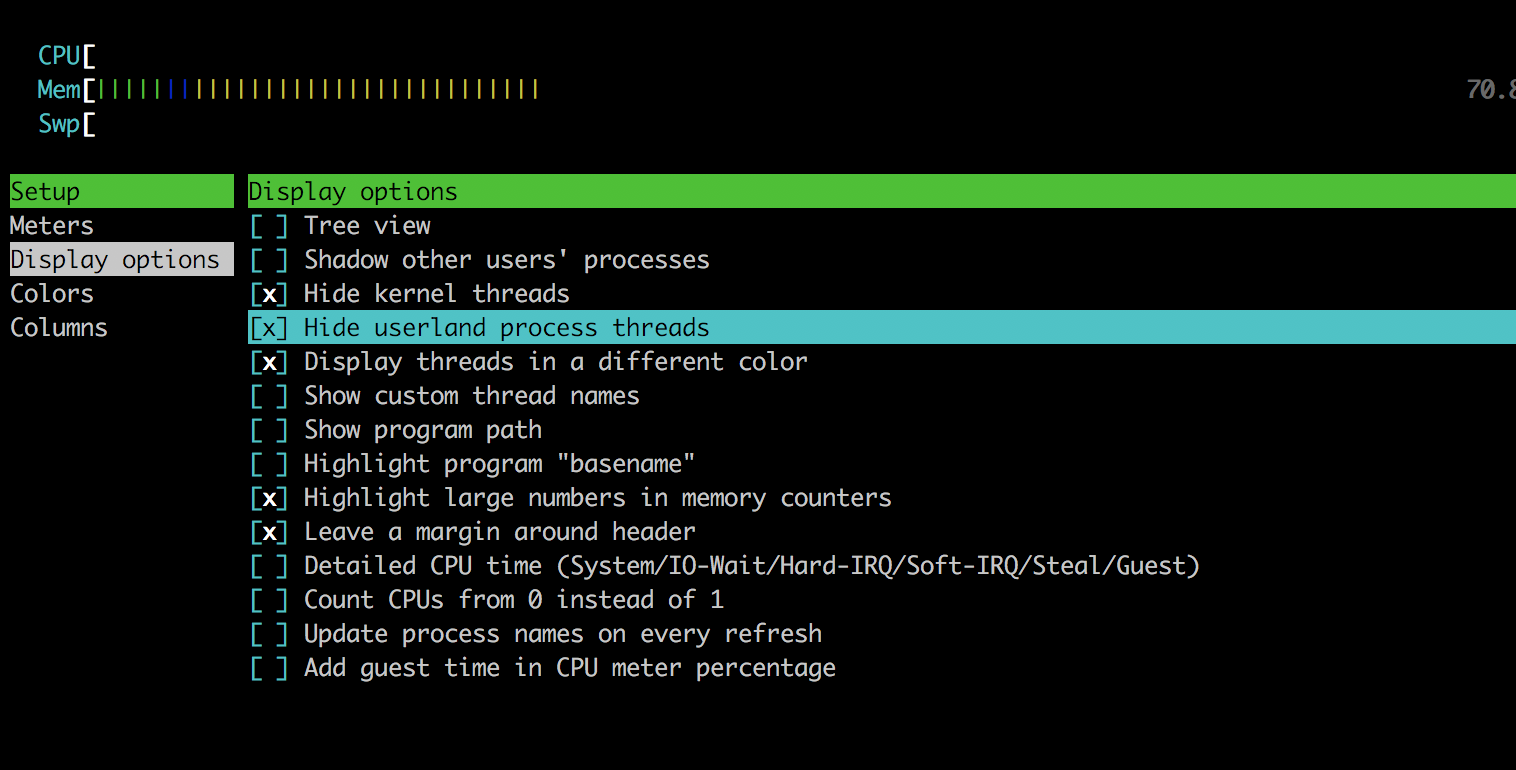 CPU[
Mem[|||||||||||||||||||||||||||||||| 70.8
Swp[
Setup Display options
Meters [ ] Tree view
Display options [ ] Shadow other users' processes
Colors [x] Hide kernel threads
Columns [x] Hide userland process threads
[x] Display threads in a different color
[ ] Show custom thread names
[ ] Show program path
[ ] Highlight program "basename"
[x] Highlight large numbers in memory counters
[x] Leave a margin around header
[ ] Detailed CPU time (System/IO-Wait/Hard-IRQ/Soft-IRQ/Steal/Guest)
[ ] Count CPUs from 0 instead of 1
[ ] Update process names on every refresh
[ ] Add guest time in CPU meter percentage